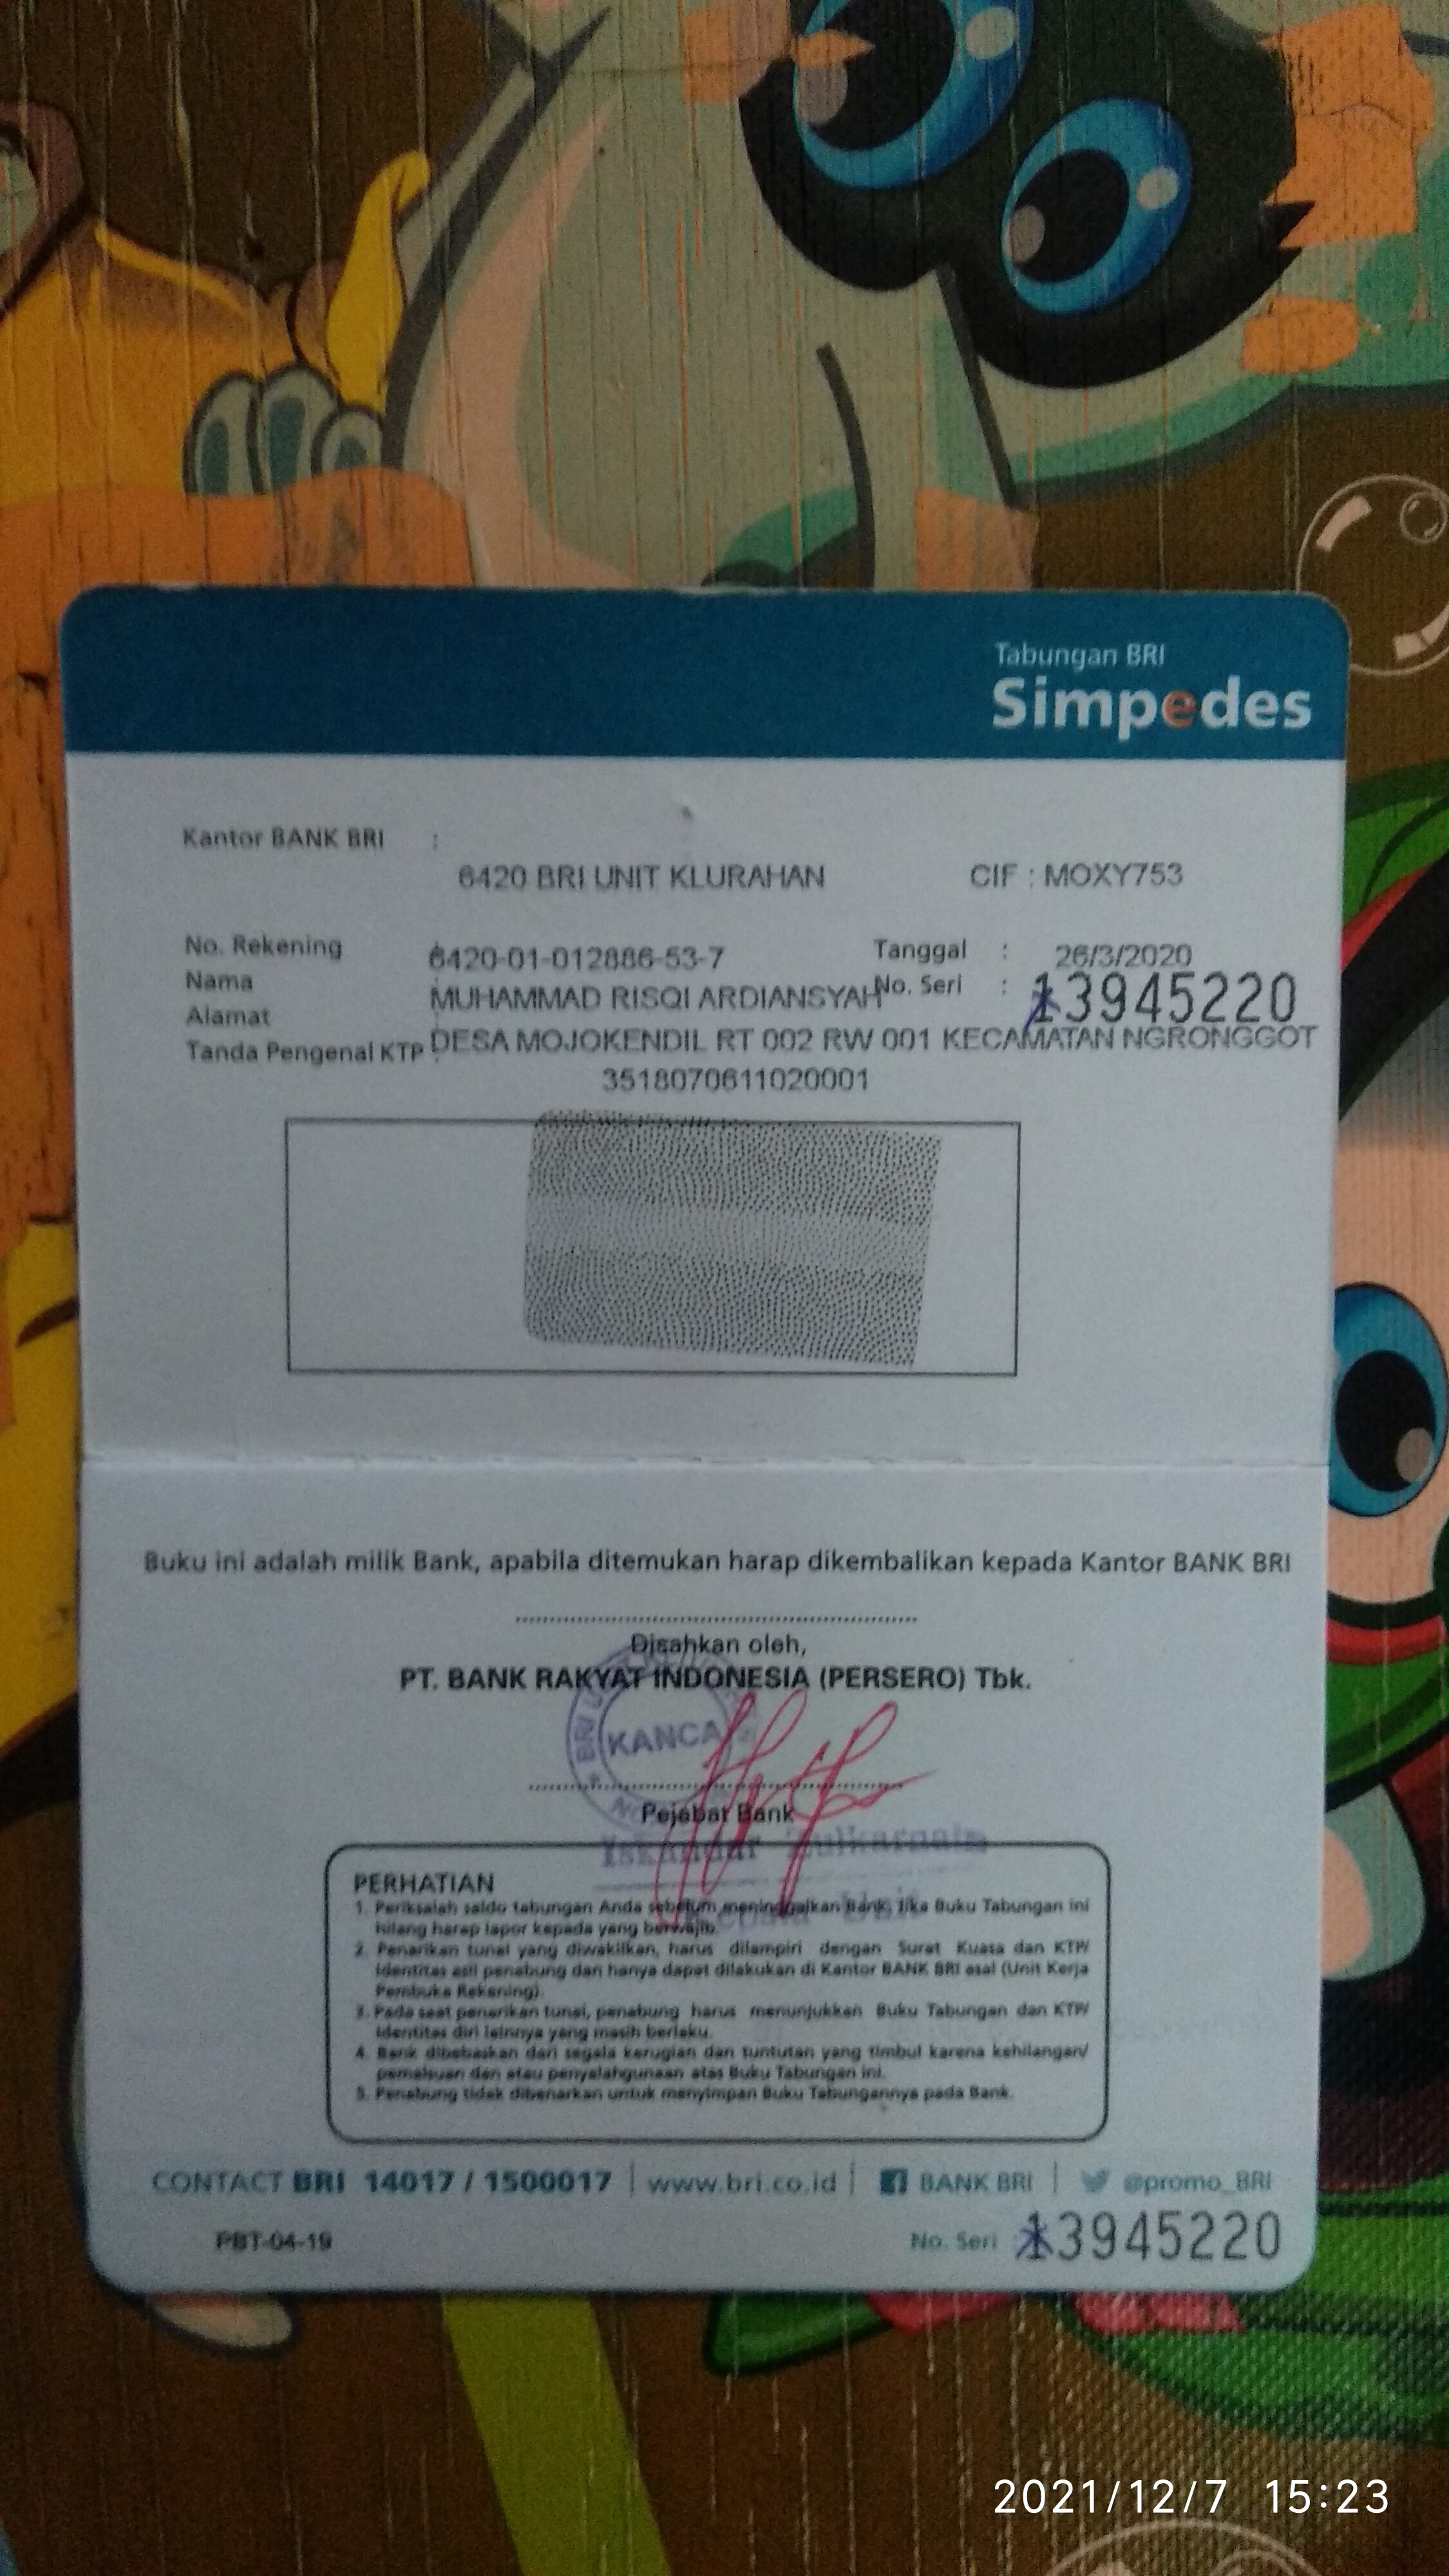 Tabungan BRI
Simpedes
Kantor BANK BRI :
6420 BRI UNIT KLURAHAN CIF : MOXY753
No. Rekening : 6420-01-012886-53-7 Tanggal : 26/3/2020
Nama : MUHAMMAD RISQI ARDIANSYAH No. Seri : 13945220
Alamat : DESA MOJOKENDIL RT 002 RW 001 KECAMATAN NGRONGGOT
Tanda Pengenal KTP : 3518070611020001
Buku ini adalah milik Bank, apabila ditemukan harap dikembalikan kepada Kantor BANK BRI
Disahkan oleh,
PT. BANK RAKYAT INDONESIA (PERSERO) Tbk.
BRI
KANCA
Pejabat Bank
Iskandar Zulkarnain
Kepala Unit
PERHATIAN
1. Periksalah saldo tabungan Anda sebelum meninggalkan Bank, Jika Buku Tabungan ini
hilang harap lapor kepada yang berwajib.
2. Penarikan tunai yang diwakilkan, harus dilampiri dengan Surat Kuasa dan KTP/
Identitas asli penabung dan hanya dapat dilakukan di Kantor BANK BRI asal (Unit Kerja
Pembuka Rekening).
3. Pada saat penarikan tunai, penabung harus menunjukkan Buku Tabungan dan KTP/
Identitas diri lainnya yang masih berlaku.
4. Bank dibebaskan dari segala kerugian dan tuntutan yang timbul karena kehilangan/
pemalsuan dan atau penyalahgunaan atas Buku Tabungan ini.
5. Penabung tidak dibenarkan untuk menyimpan Buku Tabungannya pada Bank.
CONTACT BRI 14017 / 1500017 | www.bri.co.id | BANK BRI | @promo_BRI
PBT-04-19 No. Seri : 13945220
2021/12/7 15:23